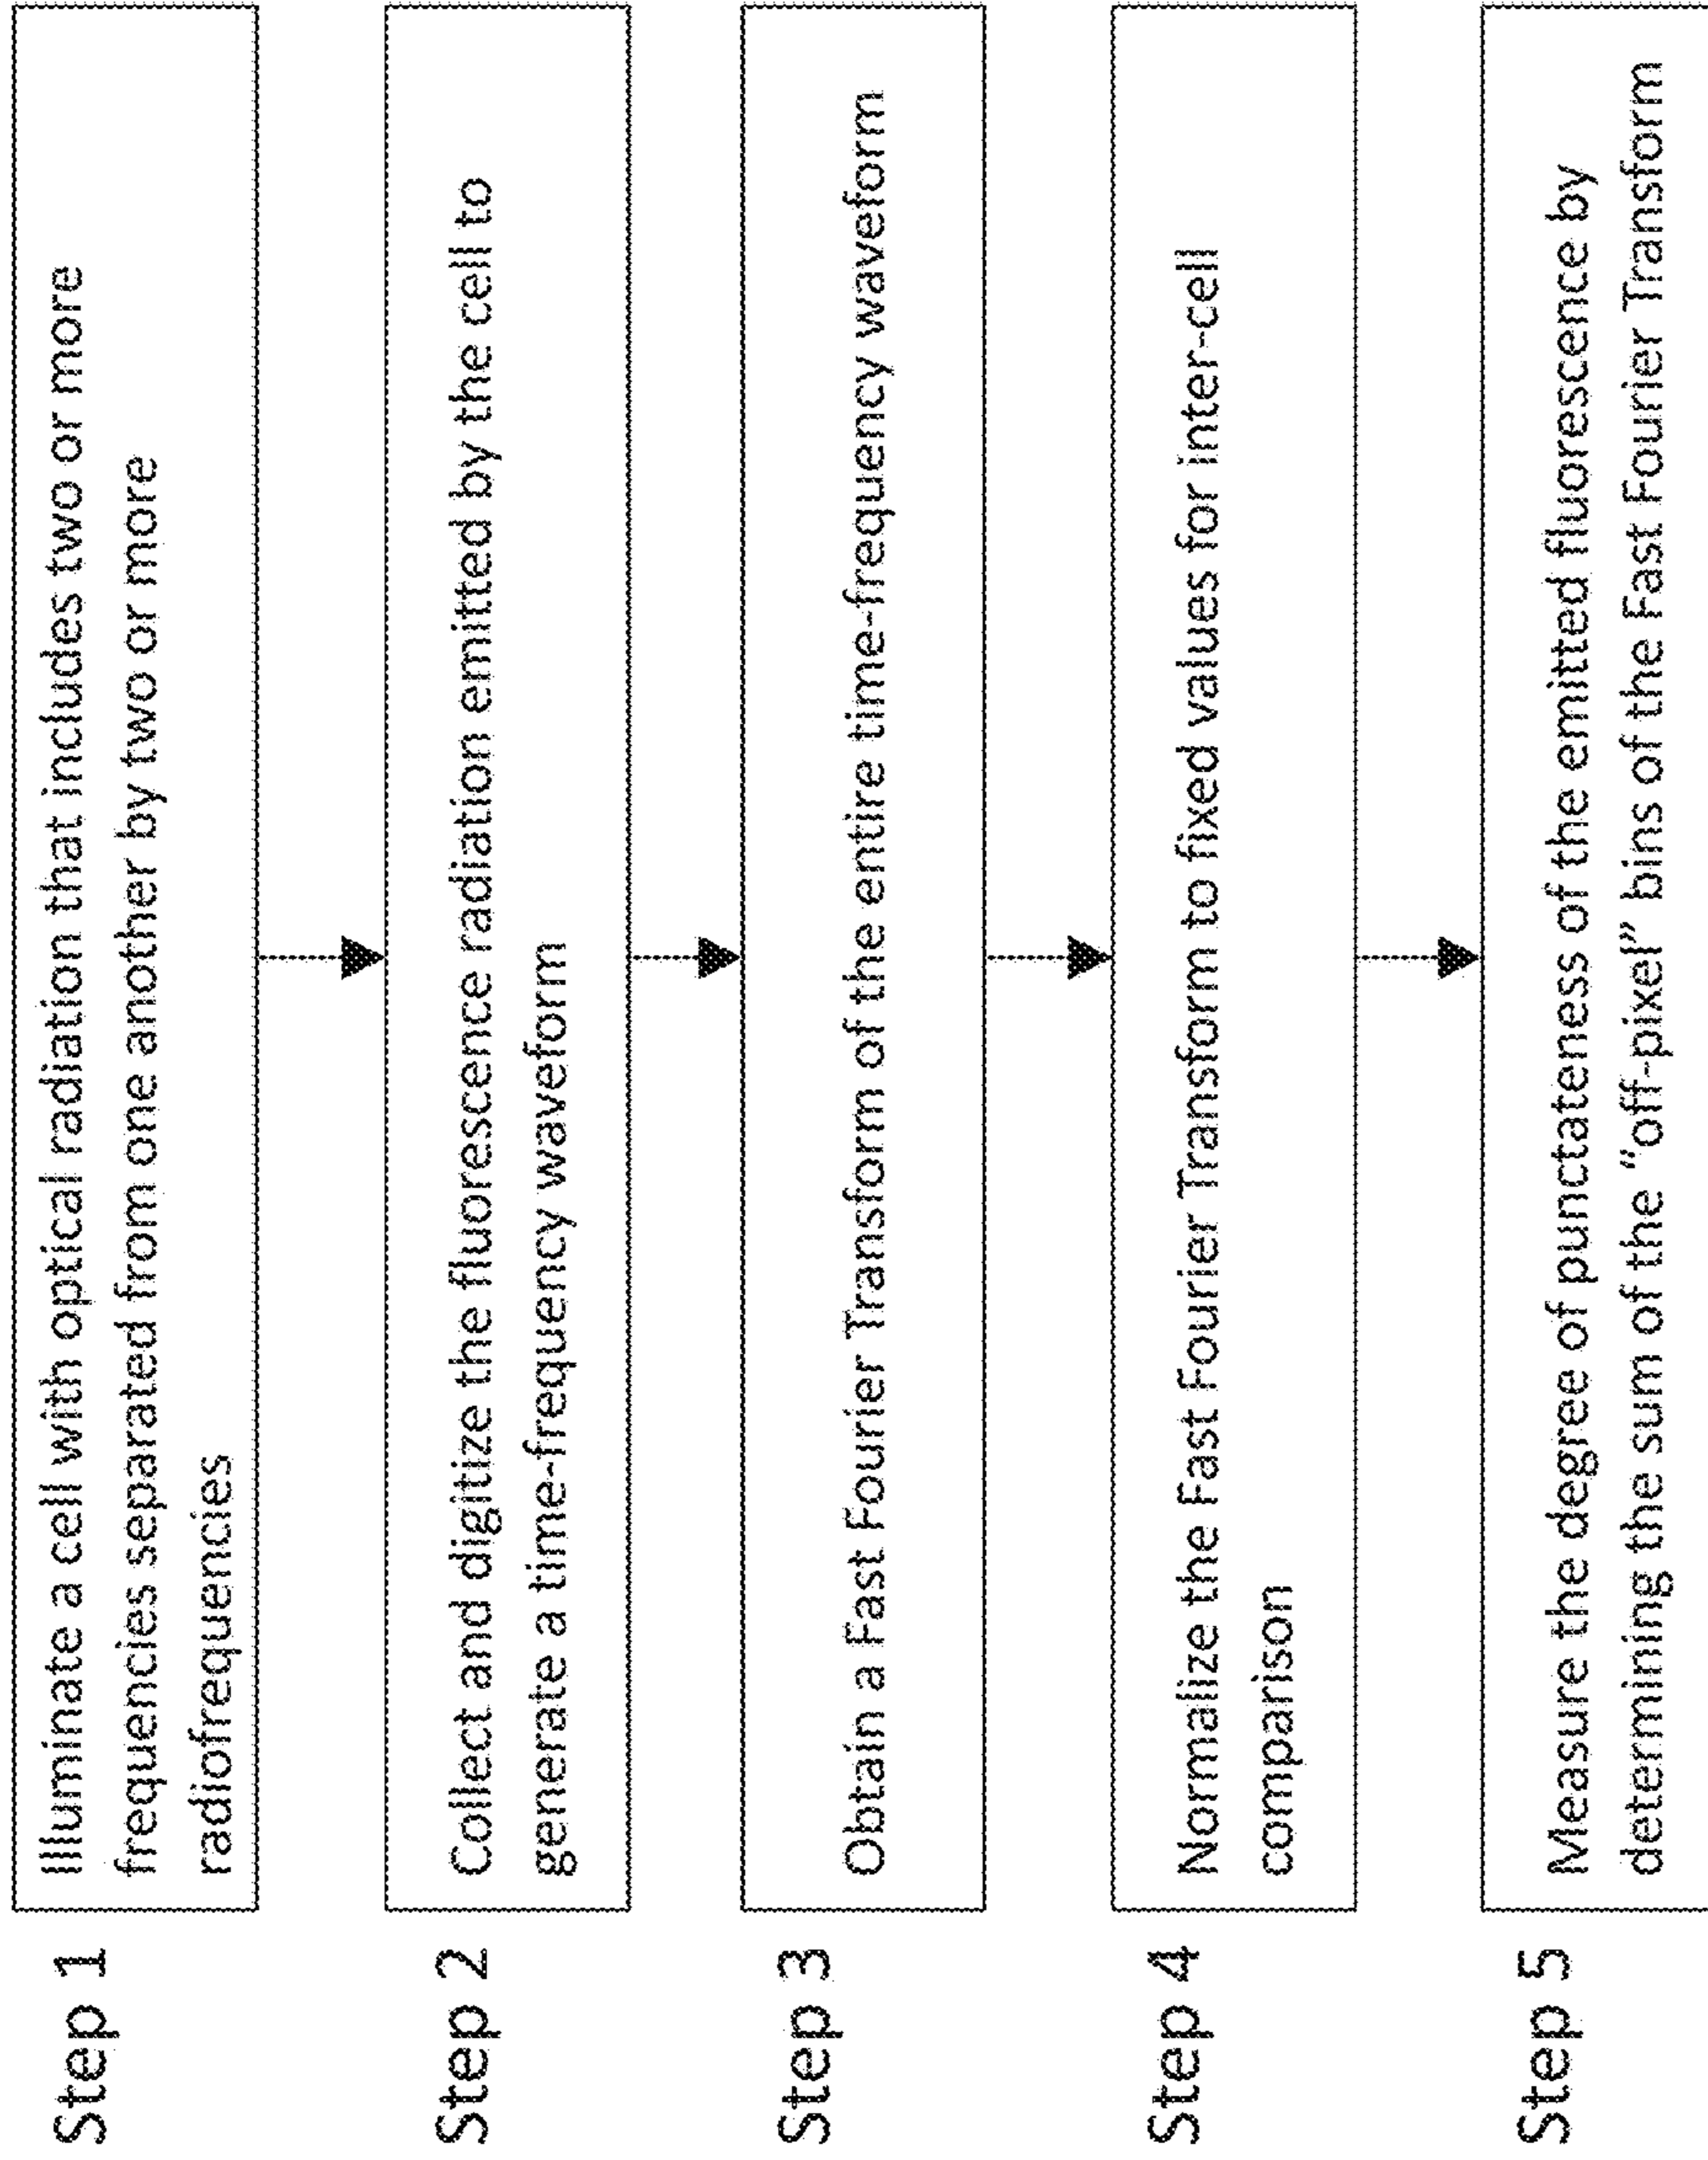 Step 1
Illuminate a cell with optical radiation that includes two or more
frequencies separated from one another by two or more
radiofrequencies
Step 2
Collect and digitize the fluorescence radiation emitted by the cell to
generate a time-frequency waveform
Step 3
Obtain a Fast Fourier Transform of the entire time-frequency waveform
Step 4
Normalize the Fast Fourier Transform to fixed values for inter-cell
comparison
Step 5
Measure the degree of punctateness of the emitted fluorescence by
determining the sum of the “off-pixel” bins of the Fast Fourier Transform